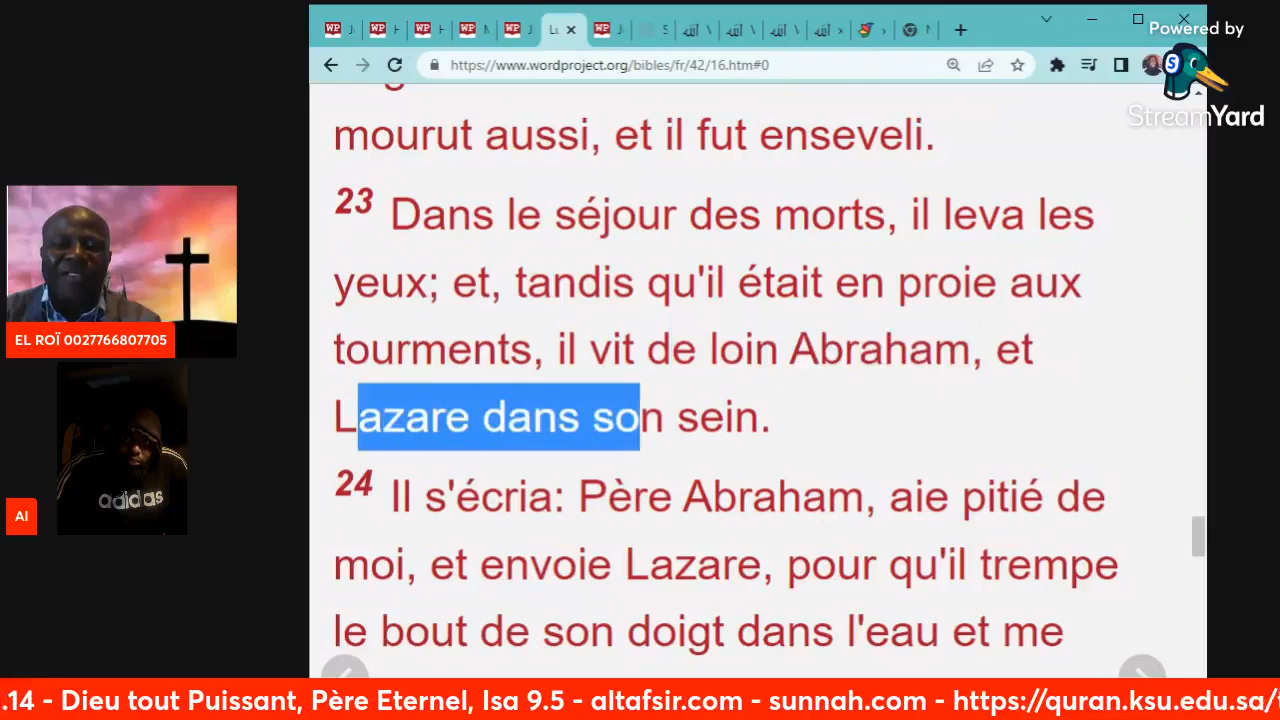 Powered by
StreamYard
https://www.wordproject.org/bibles/fr/42/16.htm#0
mourut aussi, et il fut enseveli.
23 Dans le séjour des morts, il leva les
yeux; et, tandis qu'il était en proie aux
tourments, il vit de loin Abraham, et
Lazare dans son sein.
24 Il s'écria: Père Abraham, aie pitié de
moi, et envoie Lazare, pour qu'il trempe
le bout de son doigt dans l'eau et me
EL ROÏ 0027766807705
adidas
AI
.14 - Dieu tout Puissant, Père Eternel, Isa 9.5 - altafsir.com - sunnah.com - https://quran.ksu.edu.sa/